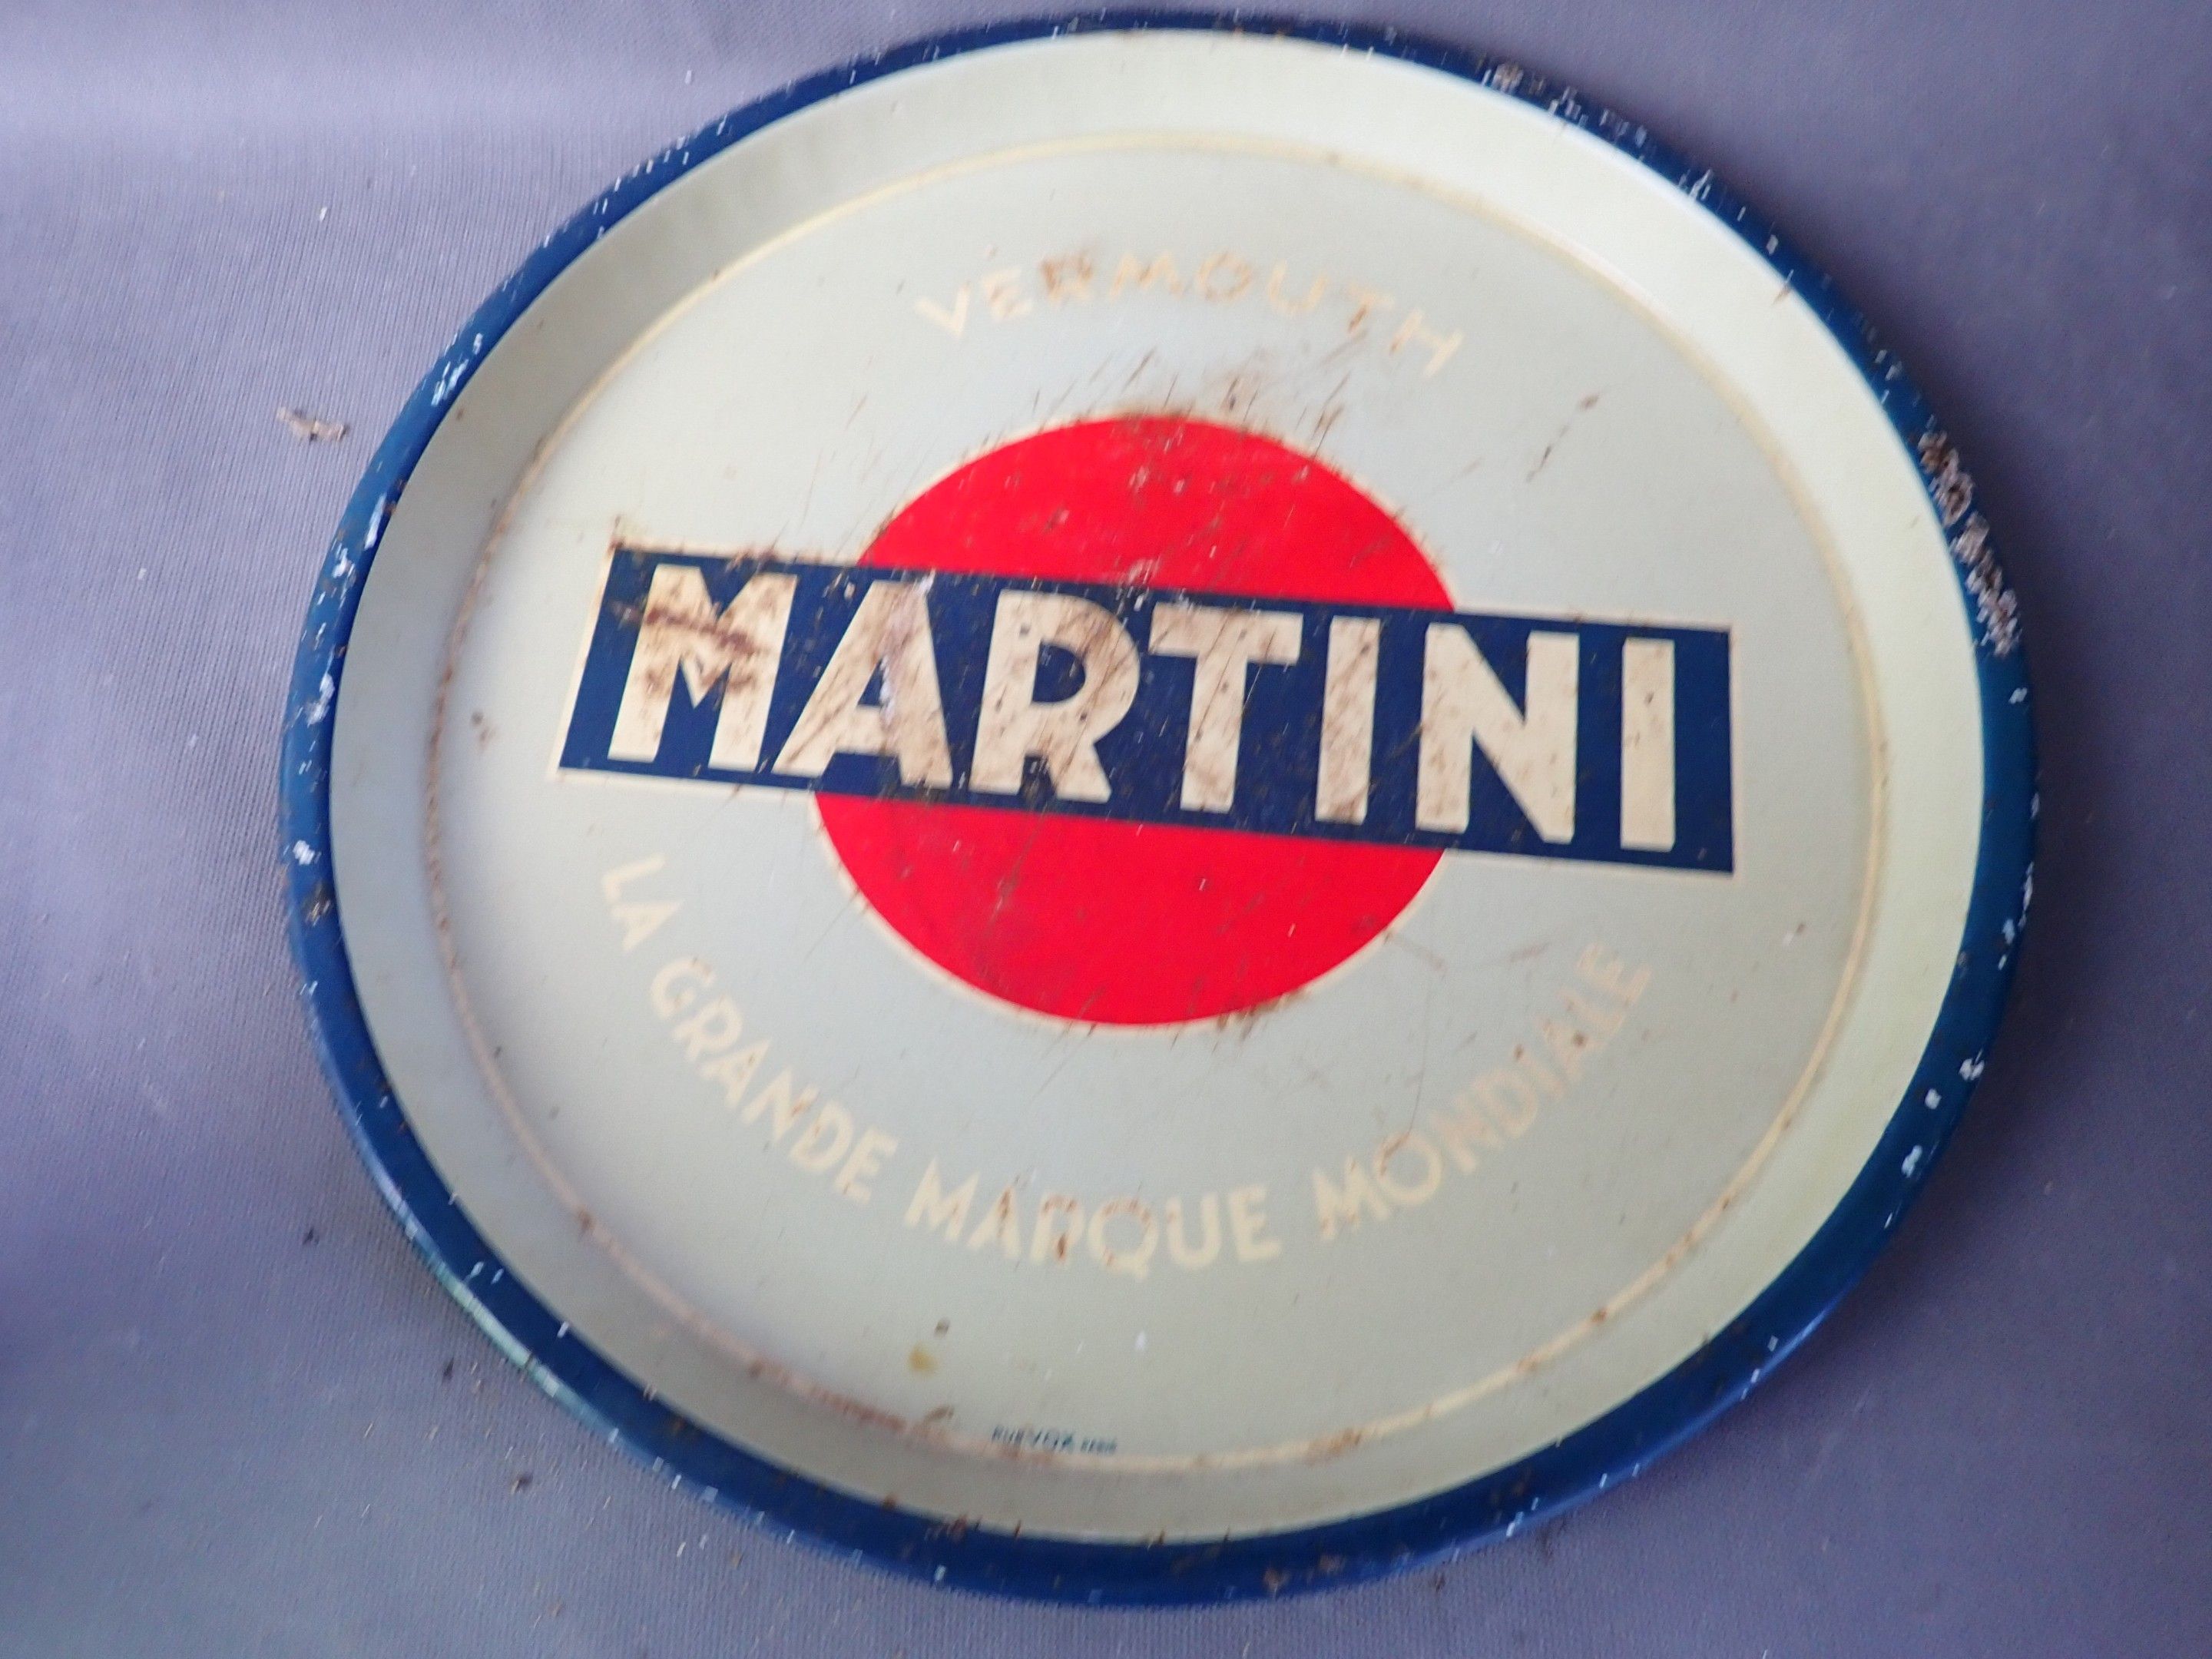 VERMOUTH
MARTINI
LA GRANDE MARQUE MONDIALE